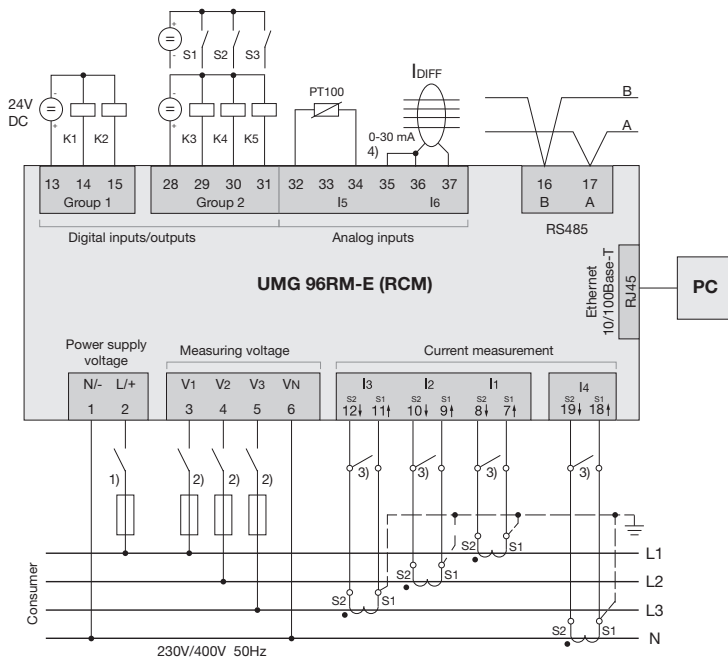 S1 S2 S3
IDIFF
PT100
24V
DC
K1 K2
K3 K4 K5
0-30 mA
4)
B
A
13 14 15
Group 1
28 29 30 31
Group 2
32 33 34 35 36 37
I5 I6
16 17
B A
RS485
Digital inputs/outputs
Analog inputs
UMG 96RM-E (RCM)
Ethernet
10/100Base-T
RJ45
PC
Power supply
voltage
Measuring voltage
Current measurement
N/- L/+
1 2
V1 V2 V3 VN
3 4 5 6
I3 I2 I1
S2 S1 S2 S1 S2 S1
12 11 10 9 8 7
I4
S2 S1
19 18
1) 2) 2) 2) 3) 3) 3) 3)
S2 S1
L1
S2 S1
L2
S2 S1
L3
S2 S1
N
Consumer
230V/400V 50Hz